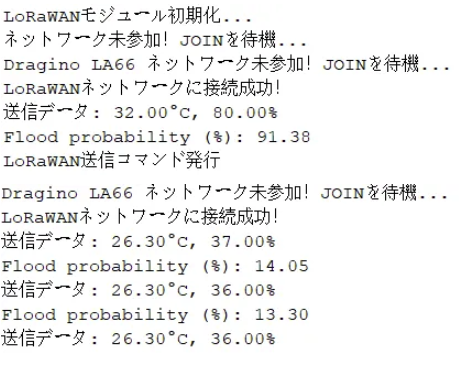 LoRaWANモジュール初期化...
ネットワーク未参加! JOINを待機...
Dragino LA66 ネットワーク未参加! JOINを待機...
LoRaWANネットワークに接続成功!
送信データ: 32.00°C, 80.00%
Flood probability (%): 91.38
LoRaWAN送信コマンド発行
Dragino LA66 ネットワーク未参加! JOINを待機...
LoRaWANネットワークに接続成功!
送信データ: 26.30°C, 37.00%
Flood probability (%): 14.05
送信データ: 26.30°C, 36.00%
Flood probability (%): 13.30
送信データ: 26.30°C, 36.00%